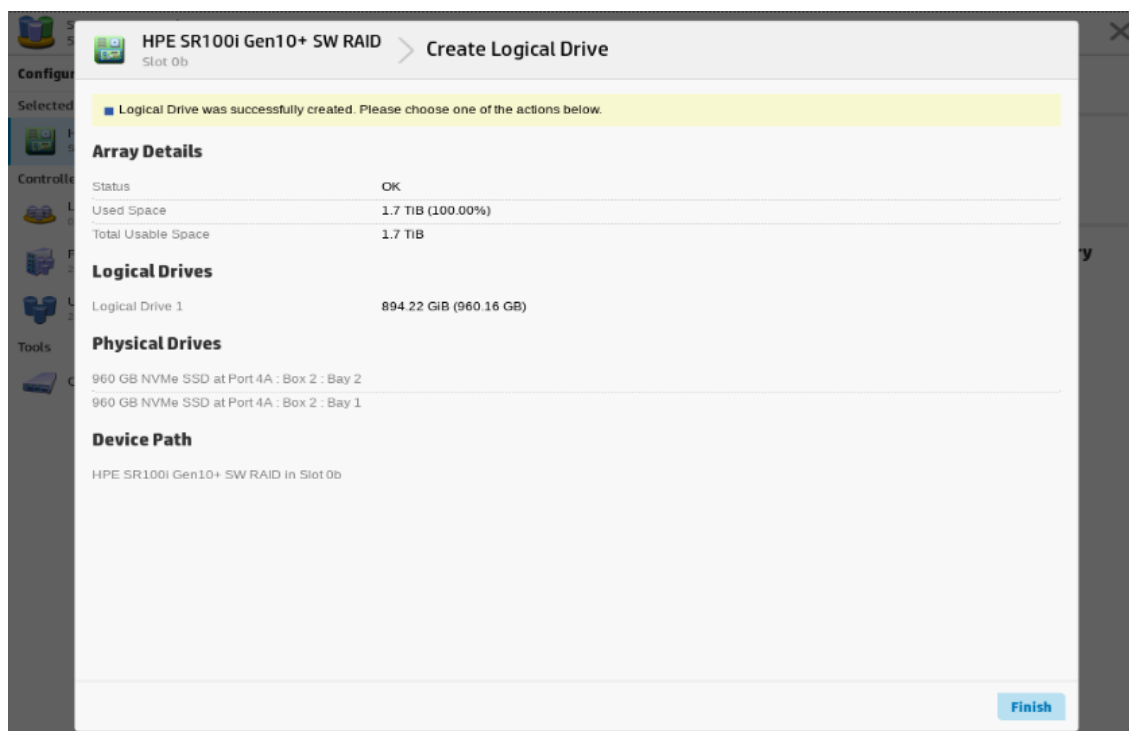 HPE SR100i Gen10+ SW RAID
Slot 0b
Create Logical Drive
Configur
Selected
Logical Drive was successfully created. Please choose one of the actions below.
Array Details
Controlle
Status OK
Used Space 1.7 TiB (100.00%)
Total Usable Space 1.7 TiB
ry
Logical Drives
Logical Drive 1 894.22 GiB (960.16 GB)
Tools
Physical Drives
960 GB NVMe SSD at Port 4A : Box 2 : Bay 2
960 GB NVMe SSD at Port 4A : Box 2 : Bay 1
Device Path
HPE SR100i Gen10+ SW RAID in Slot 0b
Finish